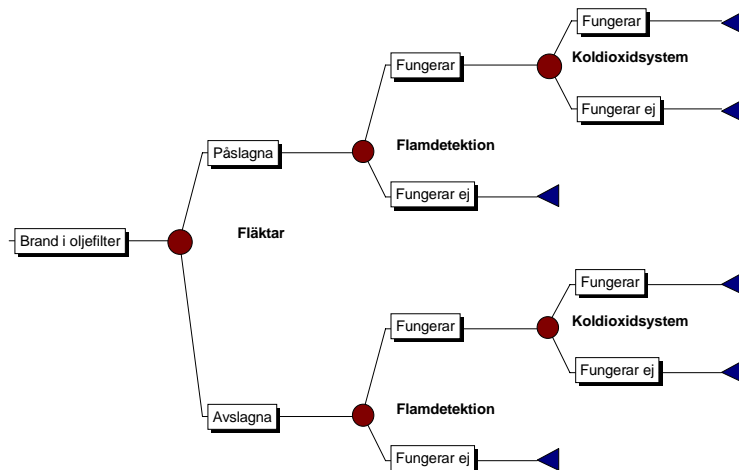 Fungerar
Koldioxidsystem
Fungerar
Fungerar ej
Påslagna
Flamdetektion
Fungerar ej
Brand i oljefilter
Fläktar
Fungerar
Koldioxidsystem
Fungerar
Fungerar ej
Avslagna
Flamdetektion
Fungerar ej